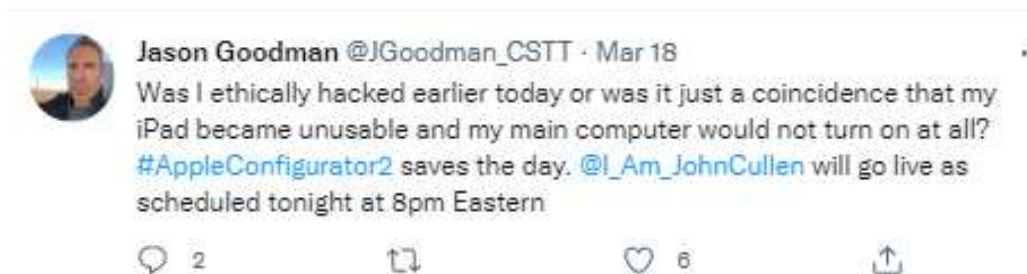 Jason Goodman @JGoodman_CSTT · Mar 18
Was I ethically hacked earlier today or was it just a coincidence that my
iPad became unusable and my main computer would not turn on at all?
#AppleConfigurator2 saves the day. @I_Am_JohnCullen will go live as
scheduled tonight at 8pm Eastern
2 6